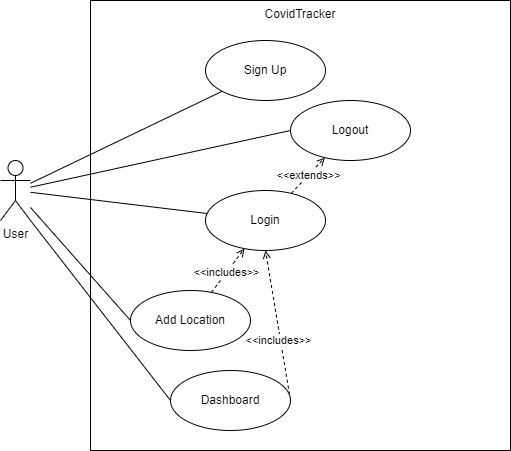 CovidTracker
Sign Up
Logout
<<extends>>
Login
User
<<includes>>
Add Location
<<includes>>
Dashboard